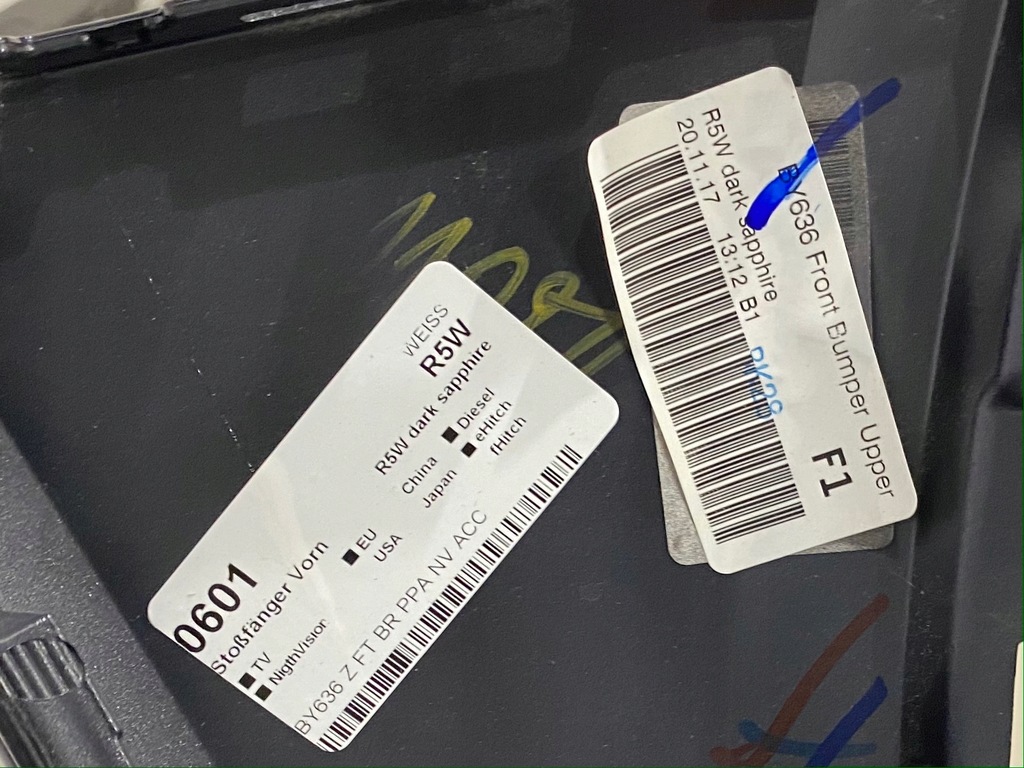 WEISS
R5W
R5W dark sapphire
China
Japan
■ Diesel
■ eHitch
fHitch
0601
Stoßfänger Vorn
■ EU
USA
■ TV
■ NigthVision
BY636 Z FT BR PPA NV ACC
BY636 Front Bumper Upper
F1
R5W dark sapphire
20.11.17 13:12 B1